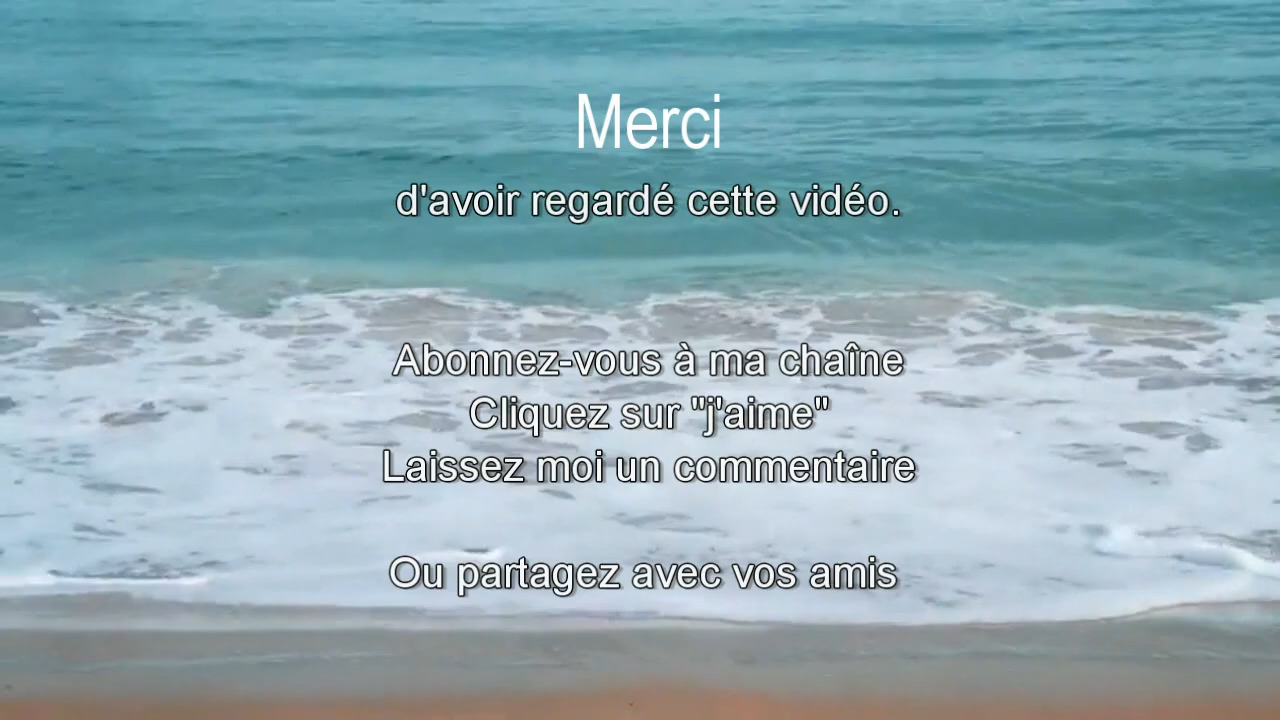 Merci
d'avoir regardé cette vidéo.
Abonnez-vous à ma chaîne
Cliquez sur "j'aime"
Laissez moi un commentaire
Ou partagez avec vos amis